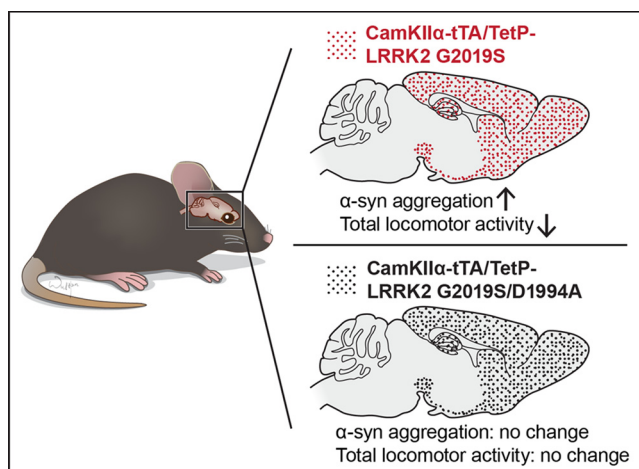 CamKIIα-tTA/TetP-
LRRK2 G2019S
α-syn aggregation ↑
Total locomotor activity ↓
CamKIIα-tTA/TetP-
LRRK2 G2019S/D1994A
α-syn aggregation: no change
Total locomotor activity: no change